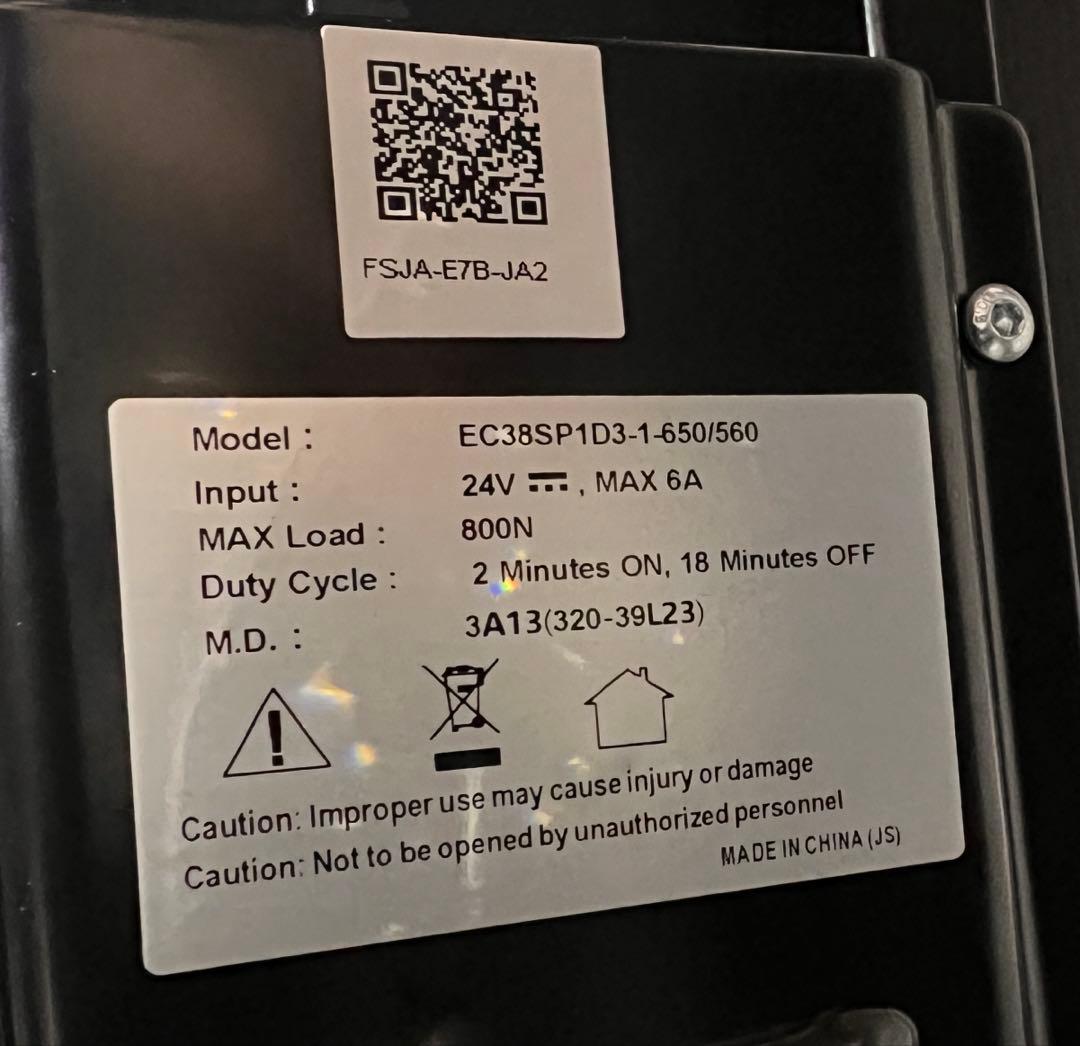 FSJA-E7B-JA2
Model : EC38SP1D3-1-650/560
Input : 24V ⎓ , MAX 6A
MAX Load : 800N
Duty Cycle : 2 Minutes ON, 18 Minutes OFF
M.D. : 3A13(320-39L23)
Caution: Improper use may cause injury or damage
Caution: Not to be opened by unauthorized personnel
MADE IN CHINA (JS)